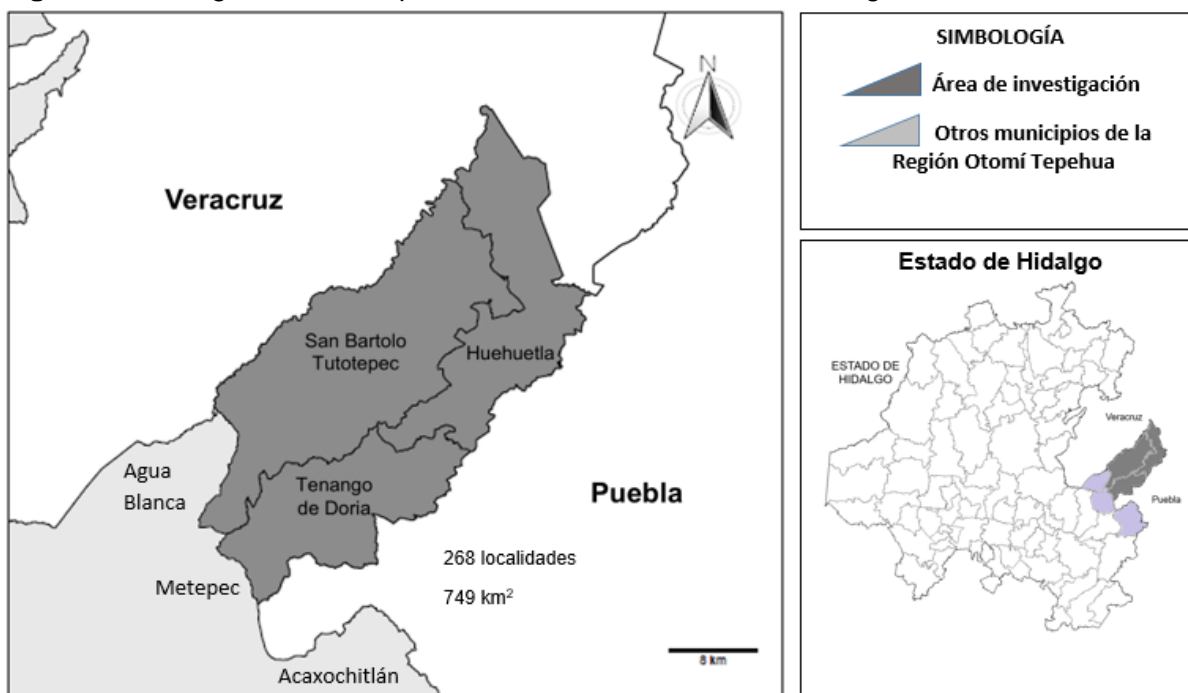 N
Veracruz
San Bartolo
Tutotepec
Huehuetla
Agua
Blanca
Tenango
de Doria
Puebla
268 localidades
Metepec
749 km²
8 km
Acaxochitlán
SIMBOLOGÍA
Área de investigación
Otros municipios de la
Región Otomí Tepehua
Estado de Hidalgo
ESTADO DE
HIDALGO
Veracruz
Puebla